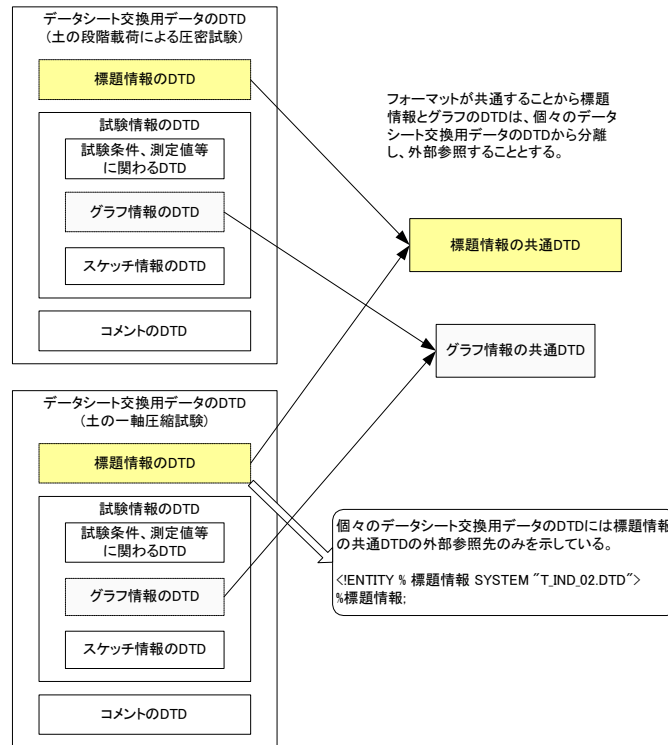 データシート交換用データのDTD
(土の段階載荷による圧密試験)
標題情報のDTD
試験情報のDTD
試験条件、測定値等
に関わるDTD
グラフ情報のDTD
スケッチ情報のDTD
コメントのDTD
フォーマットが共通することから標題
情報とグラフのDTDは、個々のデータ
シート交換用データのDTDから分離
し、外部参照することとする。
標題情報の共通DTD
グラフ情報の共通DTD
データシート交換用データのDTD
(土の一軸圧縮試験)
標題情報のDTD
試験情報のDTD
試験条件、測定値等
に関わるDTD
グラフ情報のDTD
スケッチ情報のDTD
コメントのDTD
個々のデータシート交換用データのDTDには標題情報
の共通DTDの外部参照先のみを示している。
<!ENTITY % 標題情報 SYSTEM "T_IND_02.DTD">
%標題情報;